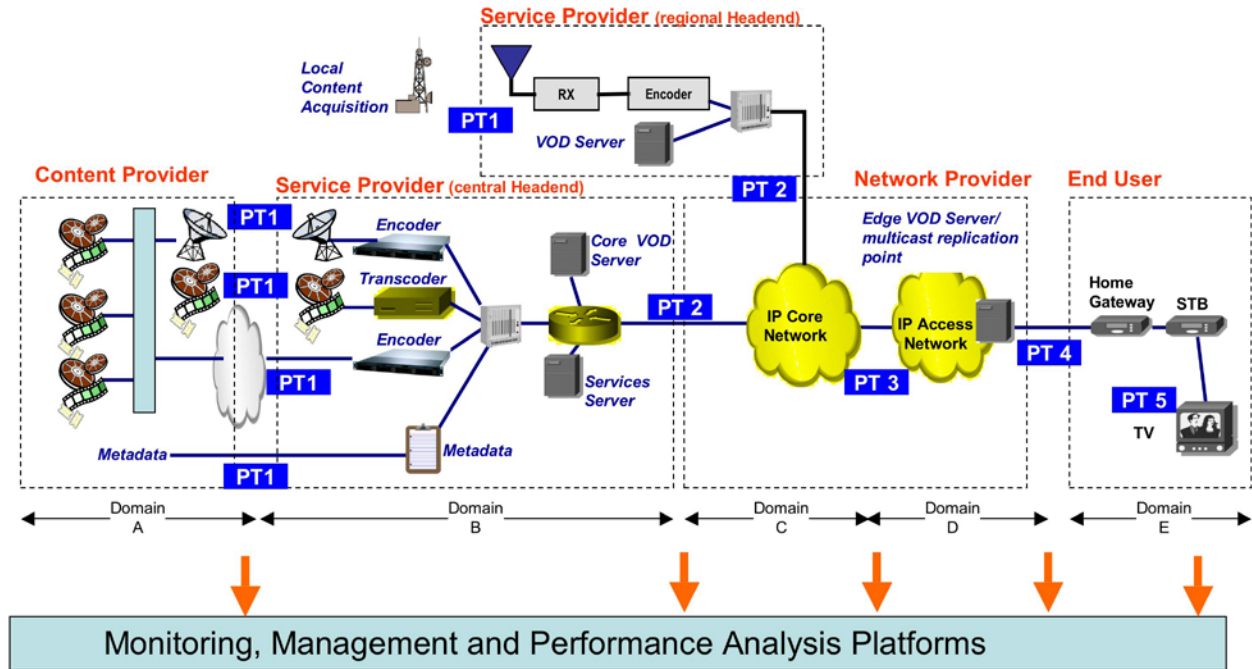 Service Provider (regional Headend)
Local
Content
Acquisition
RX
Encoder
PT1
VOD Server
Content Provider
Service Provider (central Headend)
PT 2
Network Provider
End User
PT1
Encoder
Core VOD
Server
Edge VOD Server/
multicast replication
point
PT1
Transcoder
Home
Gateway
STB
PT 2
IP Core
Network
IP Access
Network
Encoder
PT 4
PT1
Services
Server
PT 3
PT 5
TV
Metadata
Metadata
PT1
Domain
A
Domain
B
Domain
C
Domain
D
Domain
E
Monitoring, Management and Performance Analysis Platforms